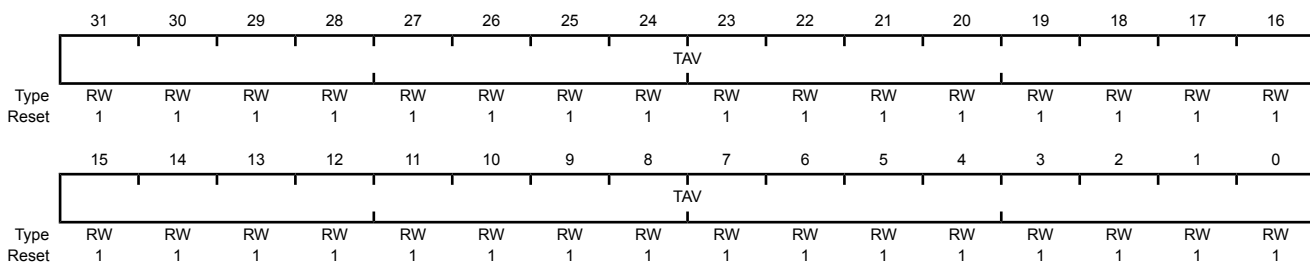 31 30 29 28 27 26 25 24 23 22 21 20 19 18 17 16
TAV
Type RW RW RW RW RW RW RW RW RW RW RW RW RW RW RW RW
Reset 1 1 1 1 1 1 1 1 1 1 1 1 1 1 1 1
15 14 13 12 11 10 9 8 7 6 5 4 3 2 1 0
TAV
Type RW RW RW RW RW RW RW RW RW RW RW RW RW RW RW RW
Reset 1 1 1 1 1 1 1 1 1 1 1 1 1 1 1 1